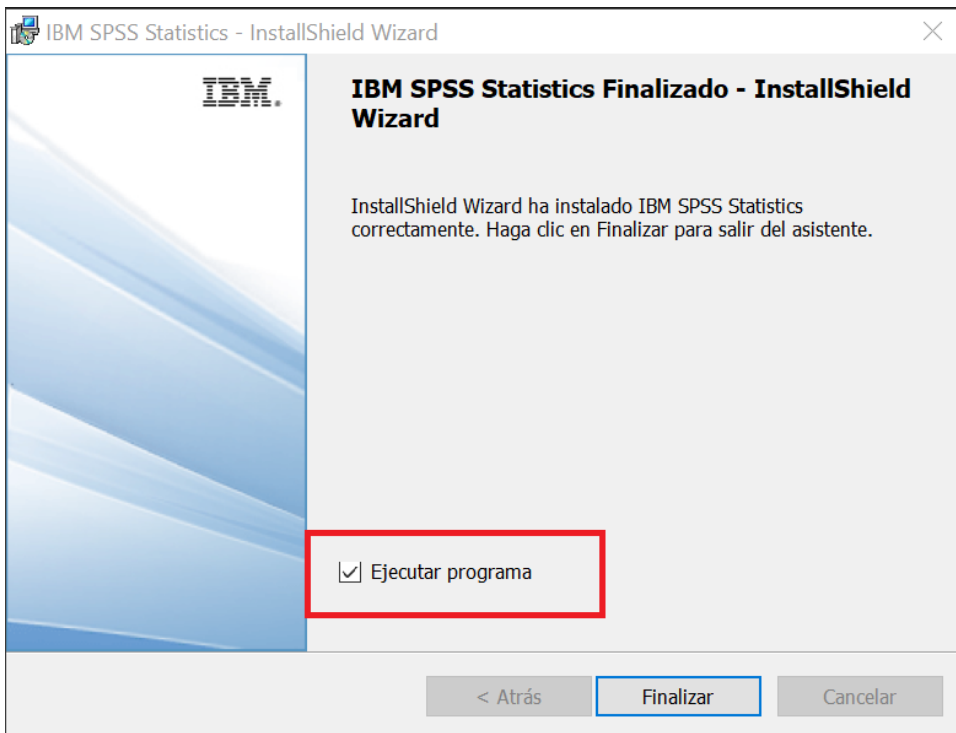 IBM SPSS Statistics - InstallShield Wizard
IBM.
IBM SPSS Statistics Finalizado - InstallShield
Wizard
InstallShield Wizard ha instalado IBM SPSS Statistics
correctamente. Haga clic en Finalizar para salir del asistente.
Ejecutar programa
< Atrás
Finalizar
Cancelar